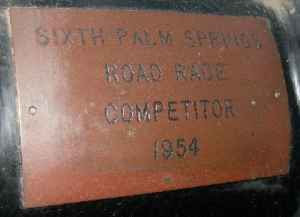 SIXTH PALM SPRINGS
ROAD RACE
COMPETITOR
1954